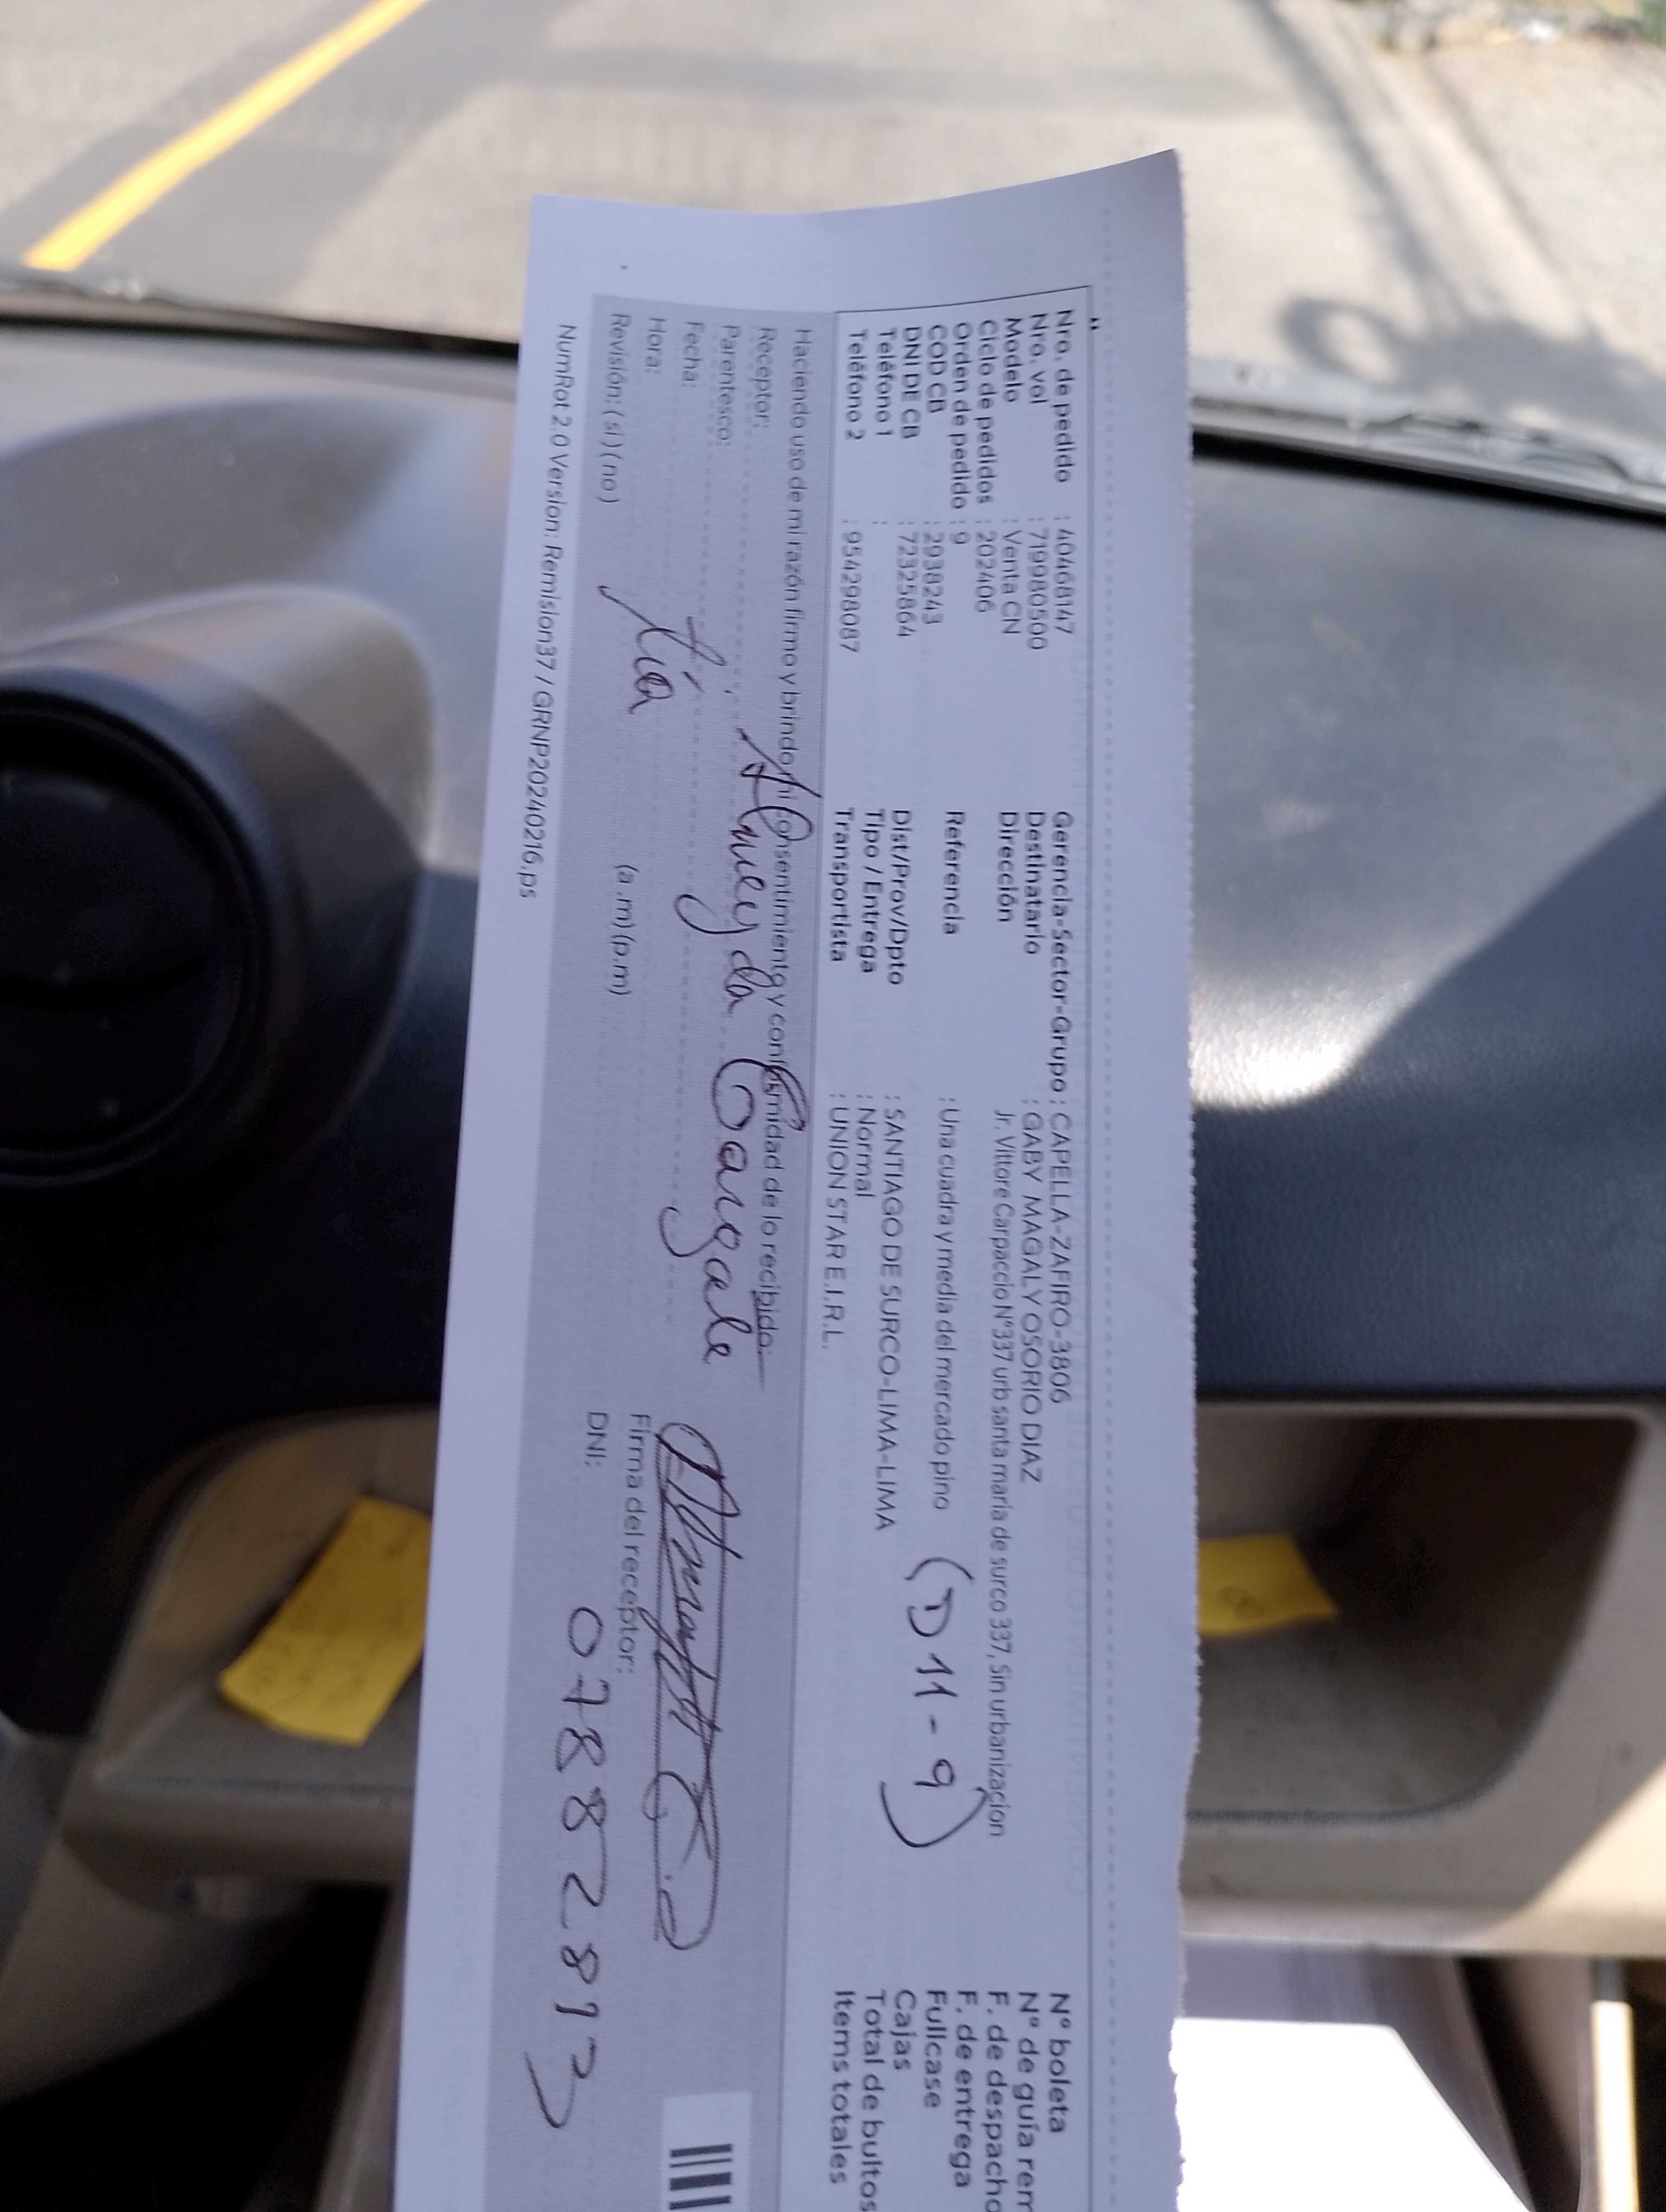 Nro. de pedido : 40468147
Nro. vol : 719980500
Modelo : Venta CN
Ciclo de pedidos : 202406
Orden de pedido : 9
COD CB : 2938243
DNI DE CB : 72325864
Teléfono 1 :
Teléfono 2 : 95429087
Gerencia-Sector-Grupo : CAPELLA-ZAFIRO-3806
Destinatario : GABY MAGALY OSORIO DIAZ
Dirección Jr. Vittore Carpaccio N°337 urb santa maria de surco 337, Sin urbanizacion
Referencia : Una cuadra y media del mercado pino
(D11-9)
Dist/Prov/Dpto : SANTIAGO DE SURCO-LIMA-LIMA
Tipo / Entrega : Normal
Transportista : UNION STAR E.I.R.L.
N° boleta
N° de guía rem
F. de despacho
F. de entrega
Fullcase
Cajas
Total de bultos
Items totales
Haciendo uso de mi razón firmo y brindo mi consentimiento y conformidad de lo recibido:
Receptor:
Parentesco:
Fecha:
Hora: (a.m) (p.m)
Revisión: ( si ) ( no )
tía
Firma del receptor:
DNI: 07882813
NumRot 2.0 Version: Remision37 / GRNP20240216.ps